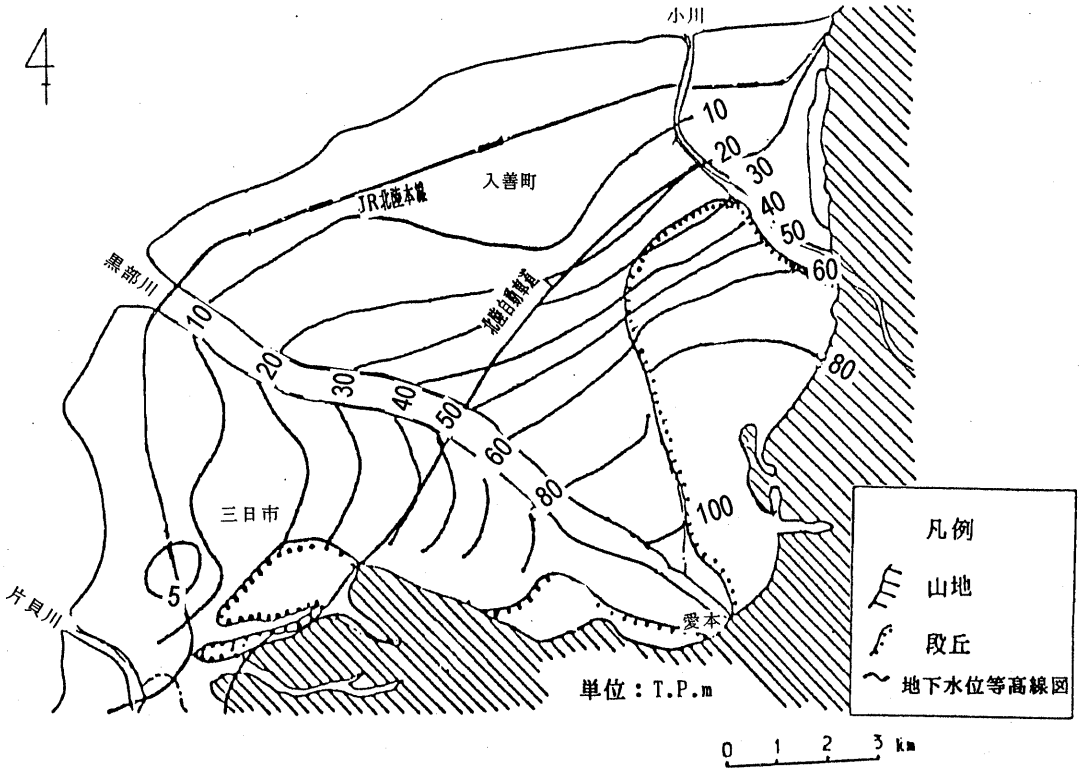 小川
10
20
30
40
50
60
80
100
入善町
JR北陸本線
北陸自動車道
黒部川
10
20
30
40
50
60
80
三日市
5
片貝川
愛本
単位：T.P.m
凡例
山地
段丘
地下水位等高線図
0 1 2 3 km